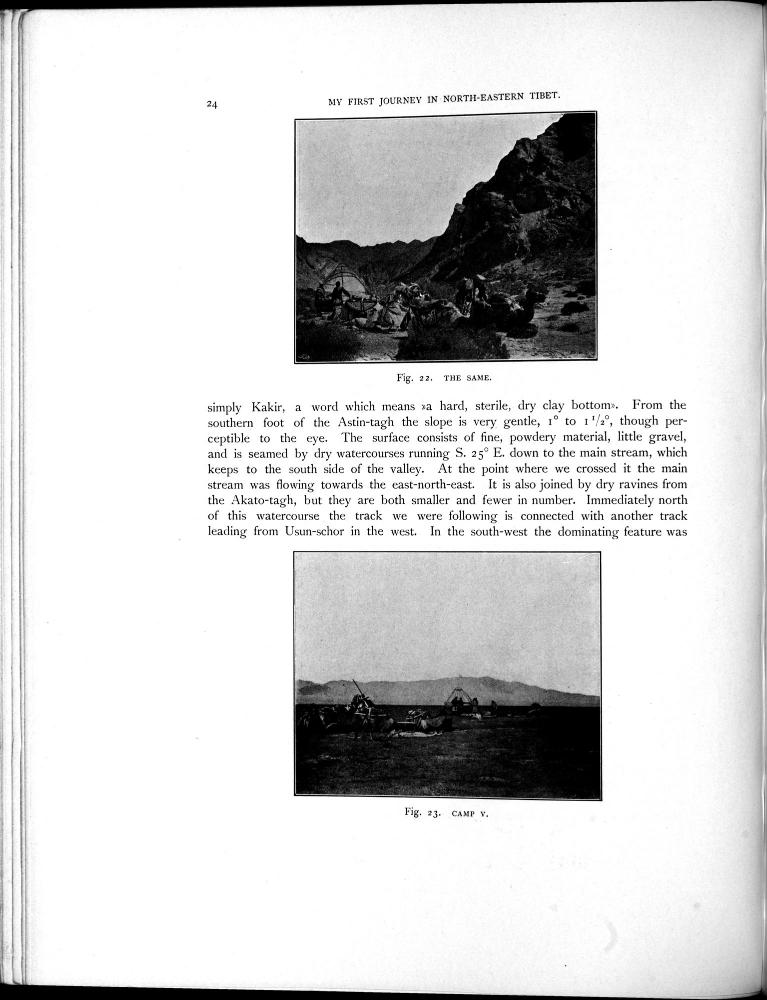 24
MY FIRST JOURNEY IN NORTH-EASTERN TIBET.
Fig. 22. THE SAME.
simply Kakir, a word which means »a hard, sterile, dry clay bottom». From the
southern foot of the Astin-tagh the slope is very gentle, 1° to 1 1/2°, though per-
ceptible to the eye. The surface consists of fine, powdery material, little gravel,
and is seamed by dry watercourses running S. 25° E. down to the main stream, which
keeps to the south side of the valley. At the point where we crossed it the main
stream was flowing towards the east-north-east. It is also joined by dry ravines from
the Akato-tagh, but they are both smaller and fewer in number. Immediately north
of this watercourse the track we were following is connected with another track
leading from Usun-schor in the west. In the south-west the dominating feature was
Fig. 23. CAMP V.